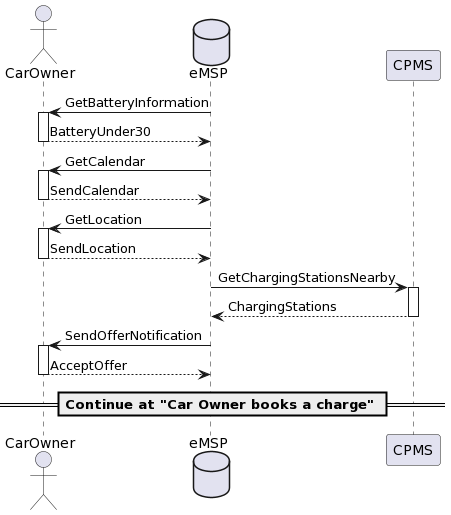 CarOwner
eMSP
CPMS
GetBatteryInformation
BatteryUnder30
GetCalendar
SendCalendar
GetLocation
SendLocation
GetChargingStationsNearby
ChargingStations
SendOfferNotification
AcceptOffer
Continue at "Car Owner books a charge"
CarOwner
eMSP
CPMS